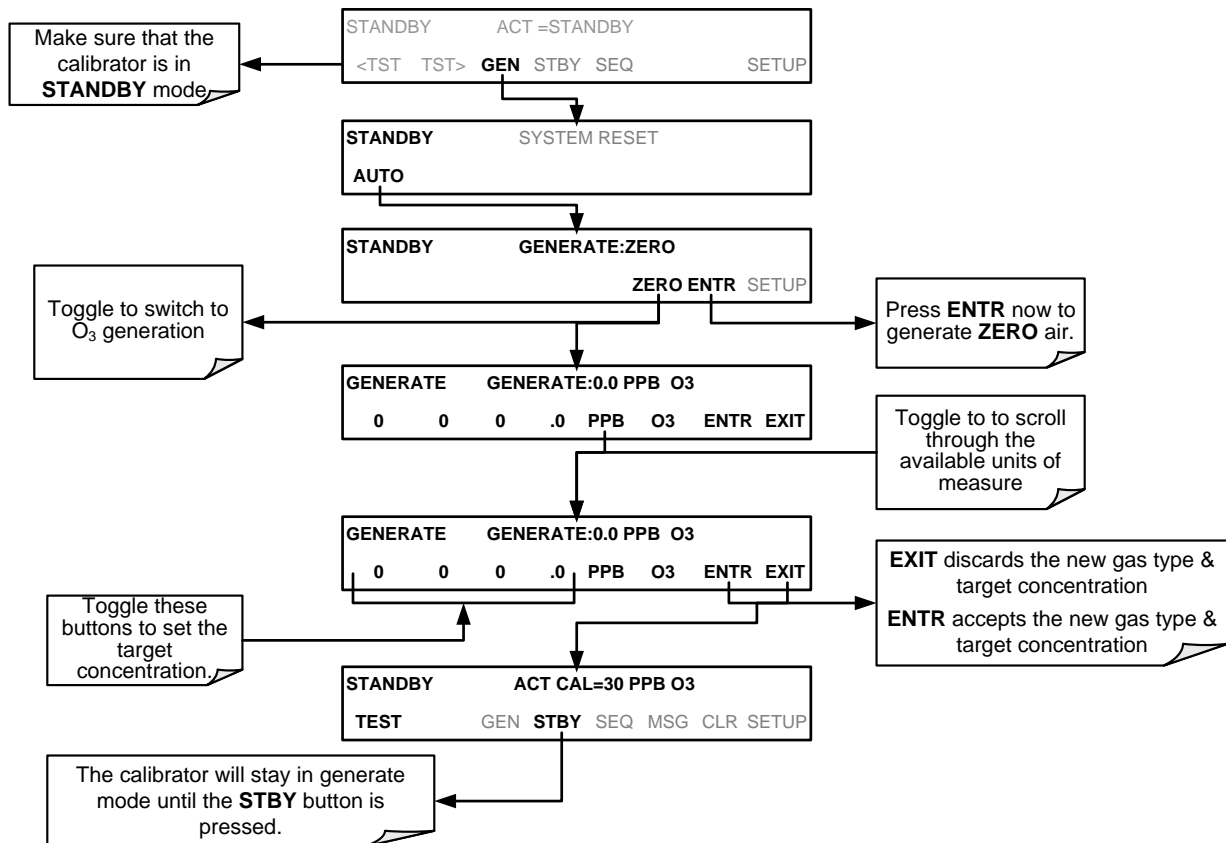 Make sure that the
calibrator is in
STANDBY mode
STANDBY ACT =STANDBY
<TST TST> GEN STBY SEQ SETUP
STANDBY SYSTEM RESET
AUTO
STANDBY GENERATE:ZERO
ZERO ENTR SETUP
Toggle to switch to
O3 generation
Press ENTR now to
generate ZERO air.
GENERATE GENERATE:0.0 PPB O3
0 0 0 .0 PPB O3 ENTR EXIT
Toggle to to scroll
through the
available units of
measure
GENERATE GENERATE:0.0 PPB O3
0 0 0 .0 PPB O3 ENTR EXIT
EXIT discards the new gas type &
target concentration
ENTR accepts the new gas type &
target concentration
Toggle these
buttons to set the
target
concentration.
STANDBY ACT CAL=30 PPB O3
TEST GEN STBY SEQ MSG CLR SETUP
The calibrator will stay in generate
mode until the STBY button is
pressed.